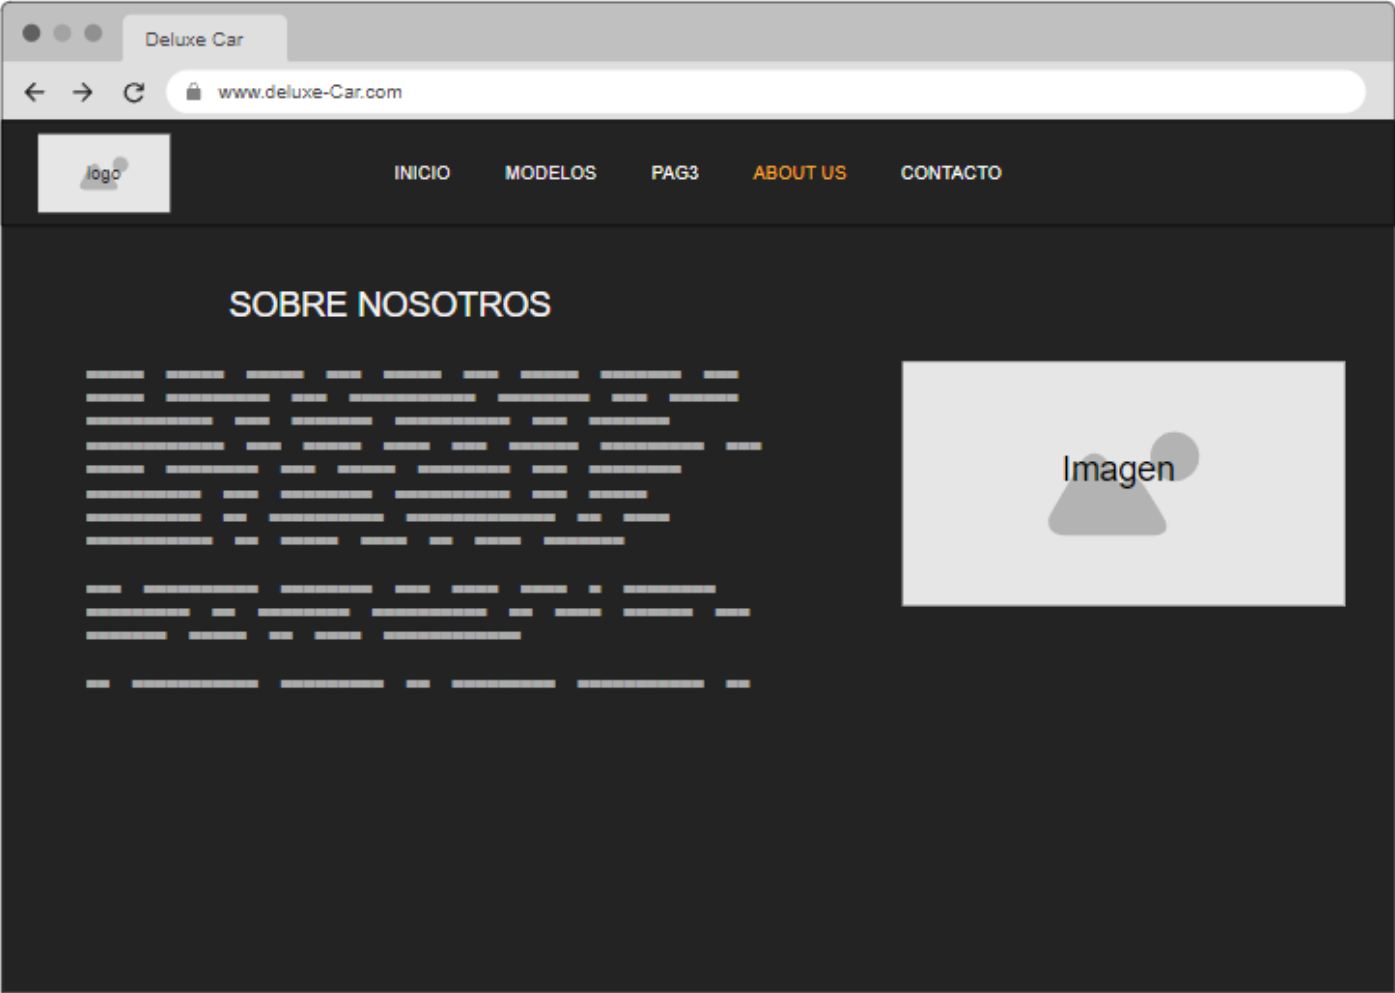 Deluxe Car
www.deluxe-Car.com
logo
INICIO
MODELOS
PAG3
ABOUT US
CONTACTO
SOBRE NOSOTROS
Imagen